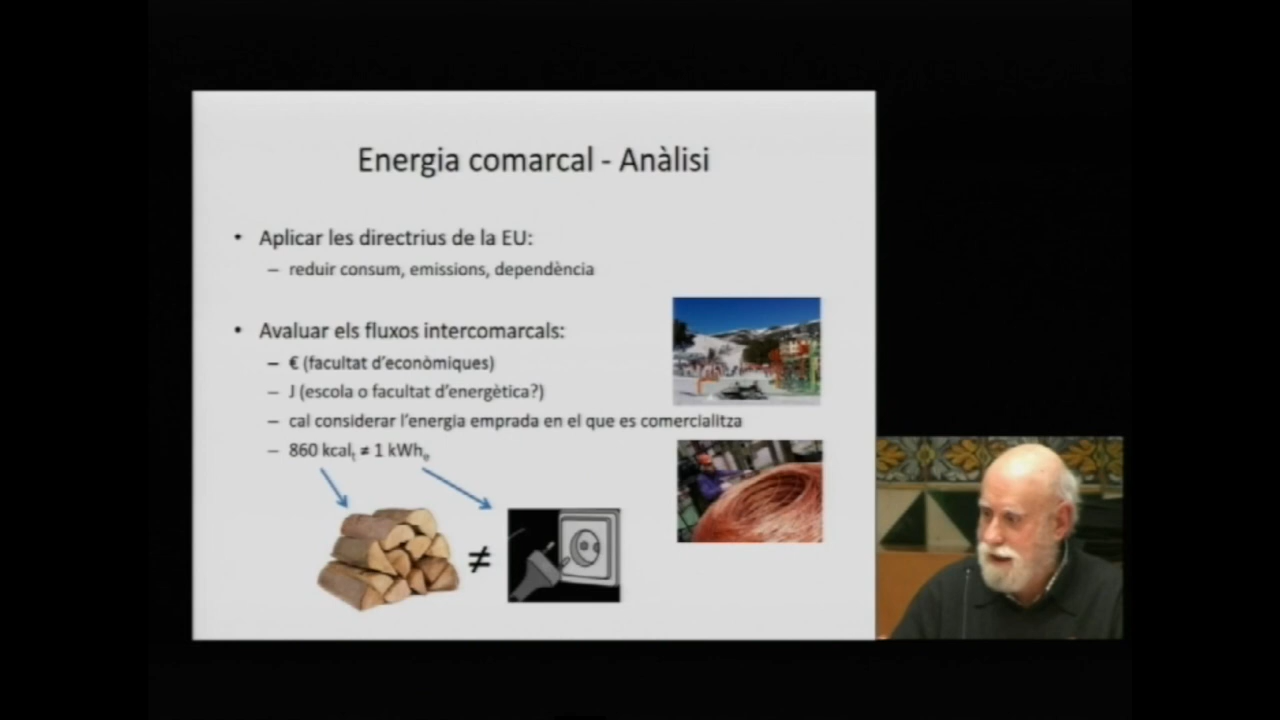 Energia comarcal - Anàlisi
• Aplicar les directrius de la EU:
– reduir consum, emissions, dependència
• Avaluar els fluxos intercomarcals:
– € (facultat d'econòmiques)
– J (escola o facultat d'energètica?)
– cal considerar l'energia emprada en el que es comercialitza
– 860 kcalₜ ≠ 1 kWhₑ
≠